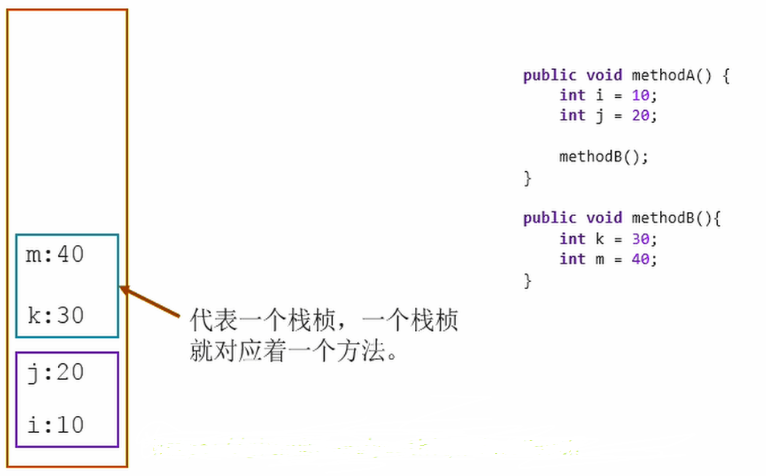 m:40
k:30
j:20
i:10
代表一个栈桢，一个栈桢
就对应着一个方法。
public void methodA() {
    int i = 10;
    int j = 20;
    methodB();
}
public void methodB(){
    int k = 30;
    int m = 40;
}